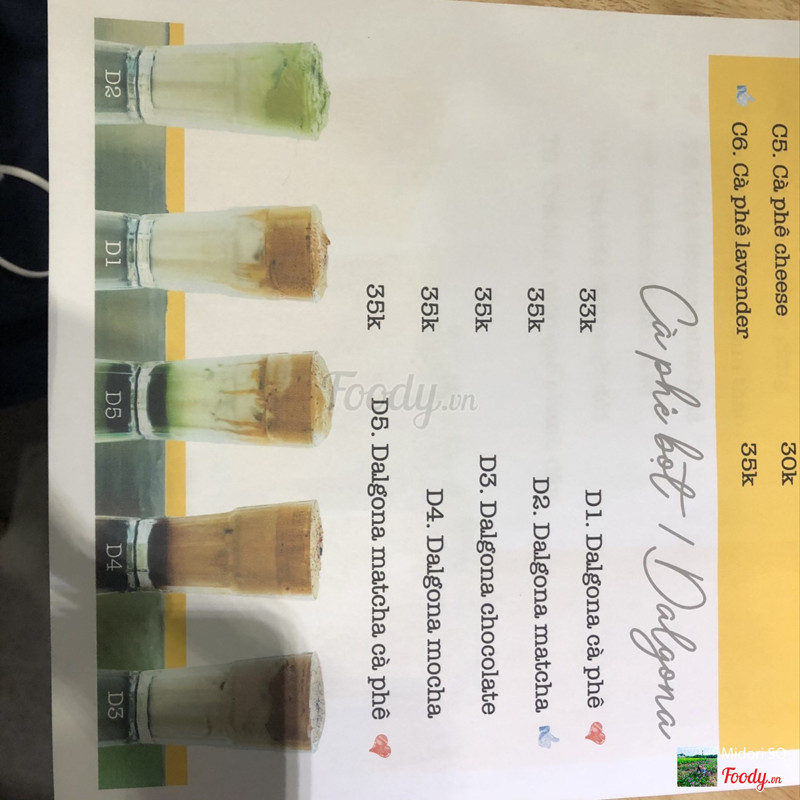 C5. Cà phê cheese 30k
C6. Cà phê lavender 35k
Cà phê bọt / Dalgona
33k D1. Dalgona cà phê
35k D2. Dalgona matcha
35k D3. Dalgona chocolate
35k D4. Dalgona mocha
35k D5. Dalgona matcha cà phê
D2
D1
D5
D4
D3
Foody.vn
Midori SG
Foody.vn